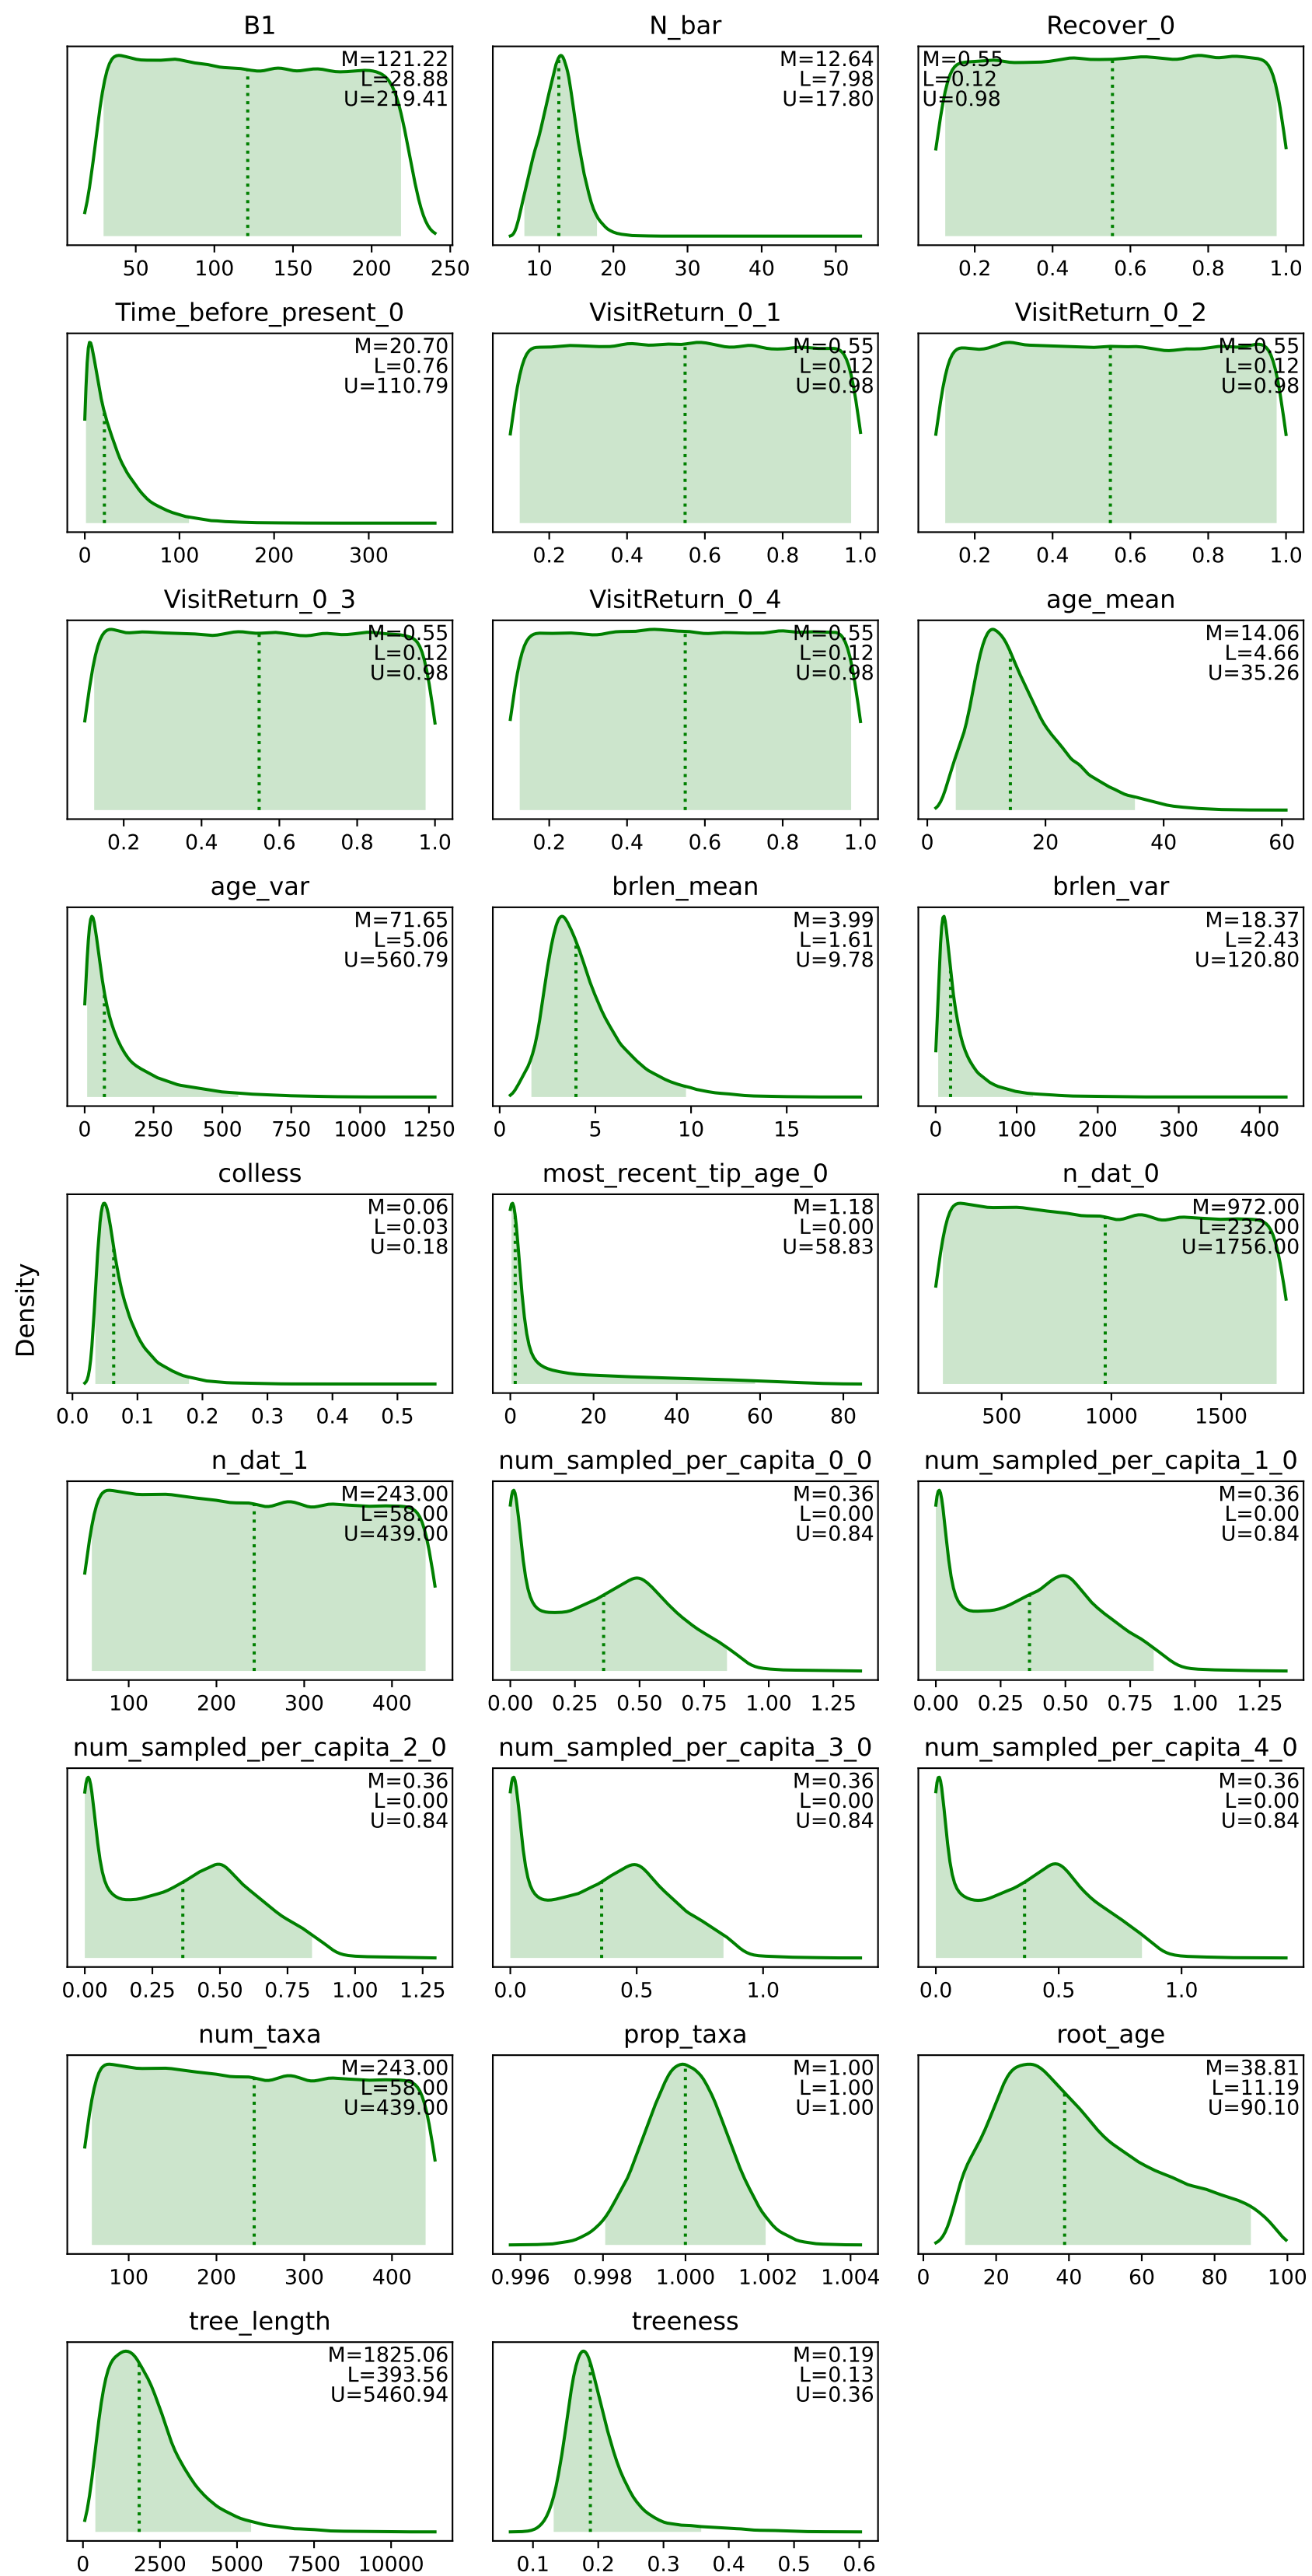 B1
M=121.22
L=28.88
U=219.41
50 100 150 200 250
N_bar
M=12.64
L=7.98
U=17.80
10 20 30 40 50
Recover_0
M=0.55
L=0.12
U=0.98
0.2 0.4 0.6 0.8 1.0
Time_before_present_0
M=20.70
L=0.76
U=110.79
0 100 200 300
VisitReturn_0_1
M=0.55
L=0.12
U=0.98
0.2 0.4 0.6 0.8 1.0
VisitReturn_0_2
M=0.55
L=0.12
U=0.98
0.2 0.4 0.6 0.8 1.0
VisitReturn_0_3
M=0.55
L=0.12
U=0.98
0.2 0.4 0.6 0.8 1.0
VisitReturn_0_4
M=0.55
L=0.12
U=0.98
0.2 0.4 0.6 0.8 1.0
age_mean
M=14.06
L=4.66
U=35.26
0 20 40 60
age_var
M=71.65
L=5.06
U=560.79
0 250 500 750 1000 1250
brlen_mean
M=3.99
L=1.61
U=9.78
0 5 10 15
brlen_var
M=18.37
L=2.43
U=120.80
0 100 200 300 400
Density
colless
M=0.06
L=0.03
U=0.18
0.0 0.1 0.2 0.3 0.4 0.5
most_recent_tip_age_0
M=1.18
L=0.00
U=58.83
0 20 40 60 80
n_dat_0
M=972.00
L=232.00
U=1756.00
500 1000 1500
n_dat_1
M=243.00
L=58.00
U=439.00
100 200 300 400
num_sampled_per_capita_0_0
M=0.36
L=0.00
U=0.84
0.00 0.25 0.50 0.75 1.00 1.25
num_sampled_per_capita_1_0
M=0.36
L=0.00
U=0.84
0.00 0.25 0.50 0.75 1.00 1.25
num_sampled_per_capita_2_0
M=0.36
L=0.00
U=0.84
0.00 0.25 0.50 0.75 1.00 1.25
num_sampled_per_capita_3_0
M=0.36
L=0.00
U=0.84
0.0 0.5 1.0
num_sampled_per_capita_4_0
M=0.36
L=0.00
U=0.84
0.0 0.5 1.0
num_taxa
M=243.00
L=58.00
U=439.00
100 200 300 400
prop_taxa
M=1.00
L=1.00
U=1.00
0.996 0.998 1.000 1.002 1.004
root_age
M=38.81
L=11.19
U=90.10
0 20 40 60 80 100
tree_length
M=1825.06
L=393.56
U=5460.94
0 2500 5000 7500 10000
treeness
M=0.19
L=0.13
U=0.36
0.1 0.2 0.3 0.4 0.5 0.6